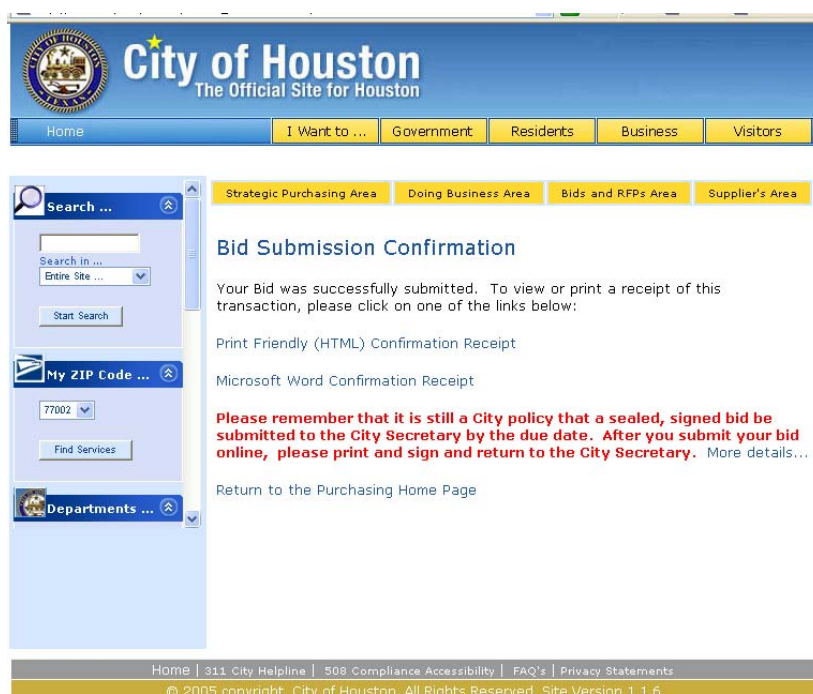 City of Houston
The Official Site for Houston
Home
I Want to ...
Government
Residents
Business
Visitors
Search ...
Search in ...
Entire Site ...
Start Search
My ZIP Code ...
77002
Find Services
Departments ...
Strategic Purchasing Area
Doing Business Area
Bids and RFPs Area
Supplier's Area
Bid Submission Confirmation
Your Bid was successfully submitted. To view or print a receipt of this
transaction, please click on one of the links below:
Print Friendly (HTML) Confirmation Receipt
Microsoft Word Confirmation Receipt
Please remember that it is still a City policy that a sealed, signed bid be
submitted to the City Secretary by the due date. After you submit your bid
online, please print and sign and return to the City Secretary. More details...
Return to the Purchasing Home Page
Home | 311 City Helpline | 508 Compliance Accessibility | FAQ's | Privacy Statements
© 2005 copyright. City of Houston. All Rights Reserved. Site Version 1.1.6